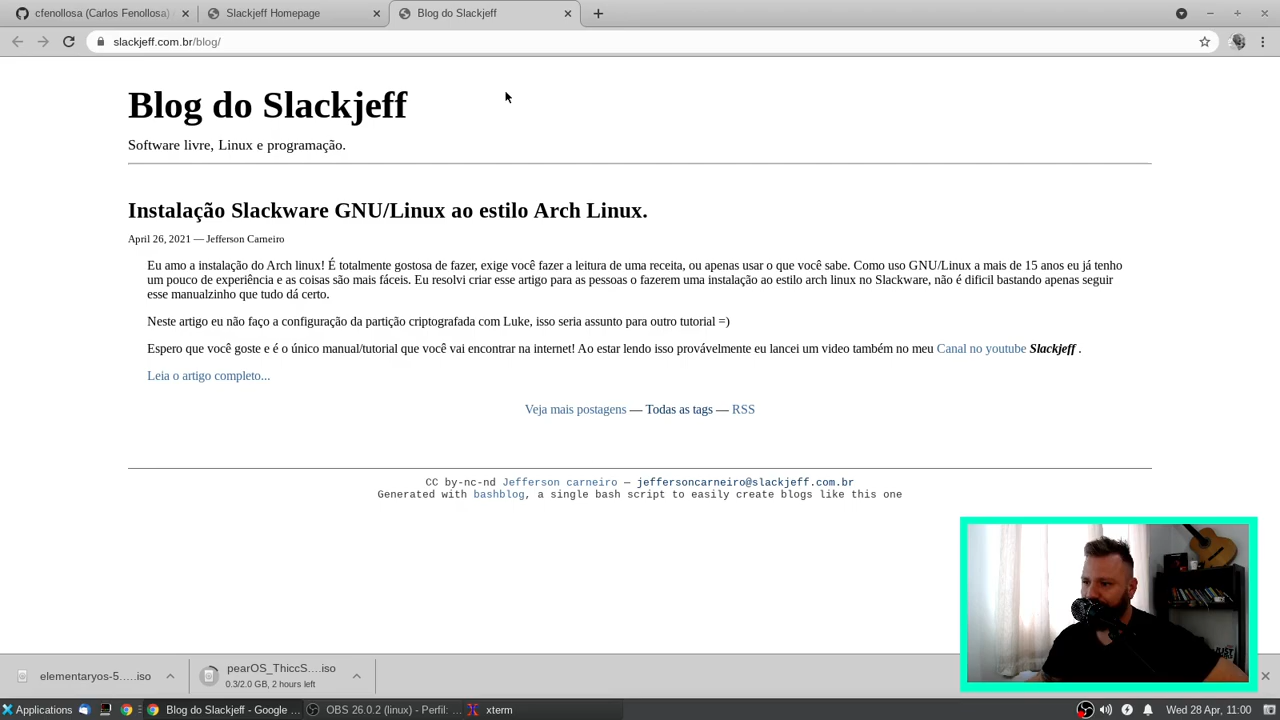 cfenollosa (Carlos Fenollosa)
Slackjeff Homepage
Blog do Slackjeff
slackjeff.com.br/blog/
Blog do Slackjeff
Software livre, Linux e programação.
Instalação Slackware GNU/Linux ao estilo Arch Linux.
April 26, 2021 — Jefferson Carneiro
Eu amo a instalação do Arch linux! É totalmente gostosa de fazer, exige você fazer a leitura de uma receita, ou apenas usar o que você sabe. Como uso GNU/Linux a mais de 15 anos eu já tenho
um pouco de experiência e as coisas são mais fáceis. Eu resolvi criar esse artigo para as pessoas o fazerem uma instalação ao estilo arch linux no Slackware, não é dificil bastando apenas seguir
esse manualzinho que tudo dá certo.
Neste artigo eu não faço a configuração da partição criptografada com Luke, isso seria assunto para outro tutorial =)
Espero que você goste e é o único manual/tutorial que você vai encontrar na internet! Ao estar lendo isso provávelmente eu lancei um video também no meu Canal no youtube Slackjeff .
Leia o artigo completo...
Veja mais postagens — Todas as tags — RSS
CC by-nc-nd Jefferson carneiro — jeffersoncarneiro@slackjeff.com.br
Generated with bashblog, a single bash script to easily create blogs like this one
elementaryos-5.....iso
pearOS_ThiccS....iso
0.3/2.0 GB, 2 hours left
Applications
Blog do Slackjeff - Google ...
OBS 26.0.2 (linux) - Perfil: ...
xterm
Wed 28 Apr, 11:00